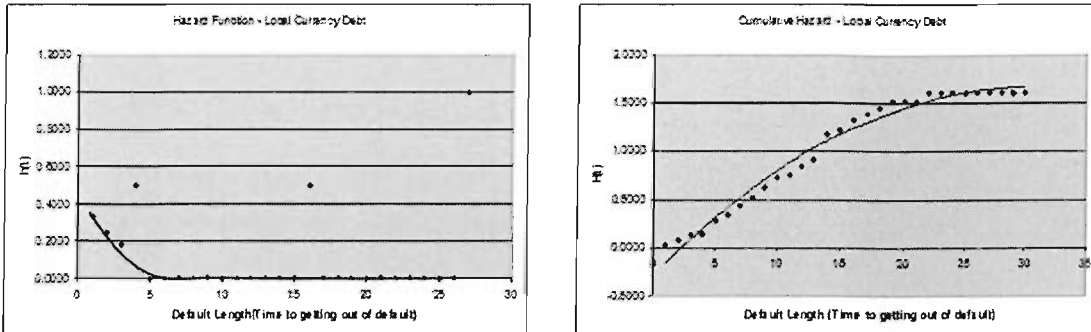 Hazard Function - Local Currency Debt
1.2000
1.0000
0.8000
0.6000
0.4000
0.2000
0.0000
0 5 10 15 20 25 30
Default Length(Time to getting out of default)
Cumulative Hazard - Local Currency Debt
2.0000
1.5000
1.0000
0.5000
0.0000
-0.5000
5 10 15 20 25 30 35
H(t)
Default Length (Time to getting out of default)